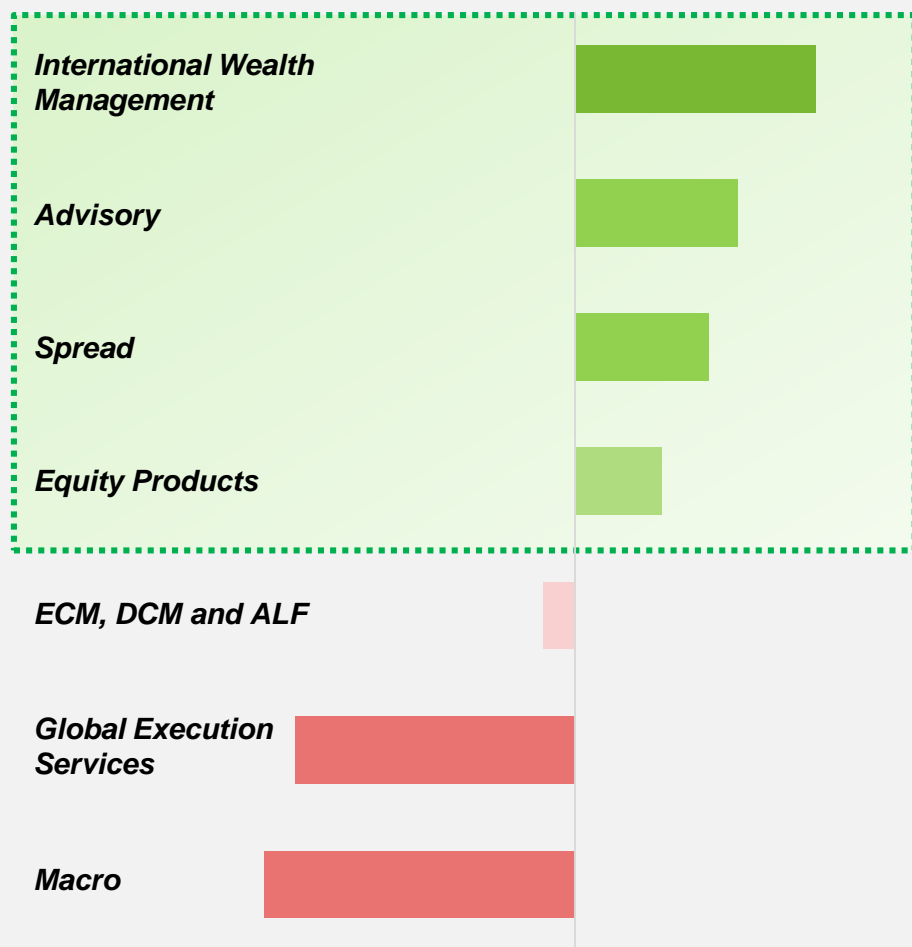 International Wealth
Management
Advisory
Spread
Equity Products
ECM, DCM and ALF
Global Execution
Services
Macro